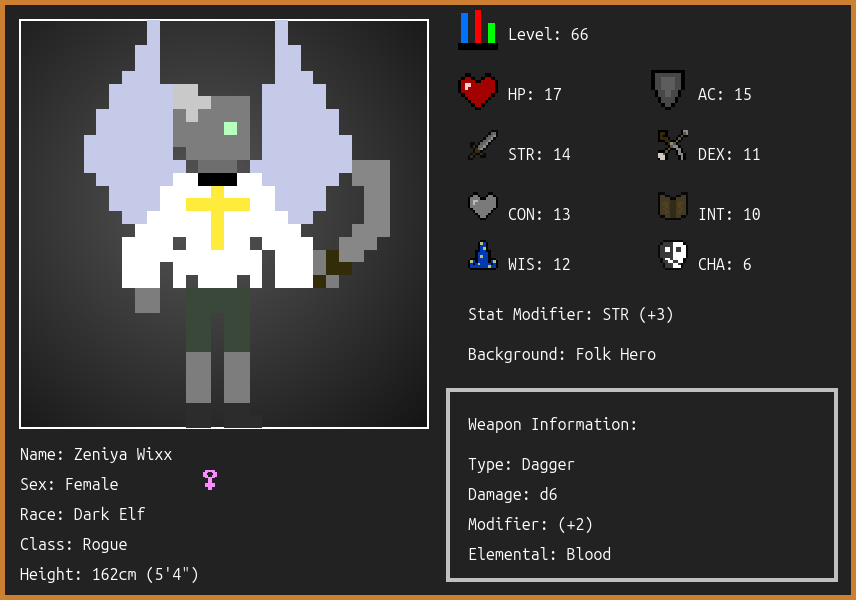 Level: 66
HP: 17
AC: 15
STR: 14
DEX: 11
CON: 13
INT: 10
WIS: 12
CHA: 6
Stat Modifier: STR (+3)
Background: Folk Hero
Weapon Information:
Type: Dagger
Damage: d6
Modifier: (+2)
Elemental: Blood
Name: Zeniya Wixx
Sex: Female
Race: Dark Elf
Class: Rogue
Height: 162cm (5'4")